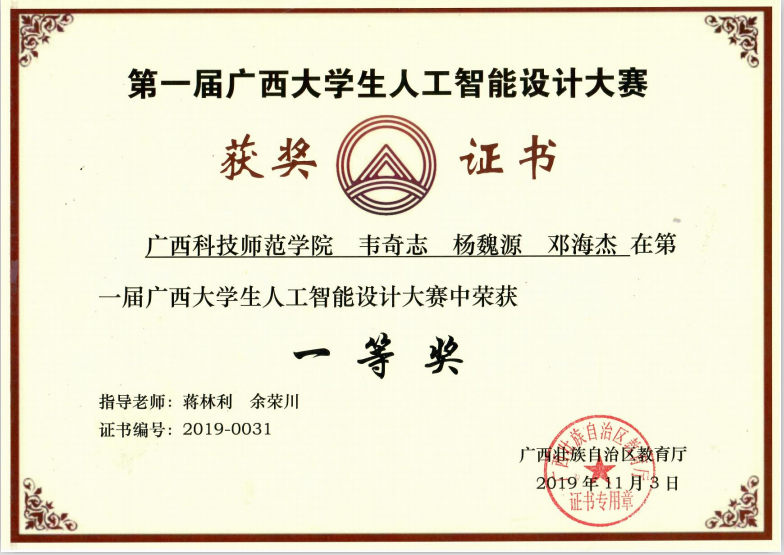 第一届广西大学生人工智能设计大赛
获奖 证书
广西科技师范学院 韦奇志 杨魏源 邓海杰 在第
一届广西大学生人工智能设计大赛中荣获
一等奖
指导老师：蒋林利 余荣川
证书编号：2019-0031
广西壮族自治区教育厅
2019年11月3日
广西壮族自治区教育厅
证书专用章